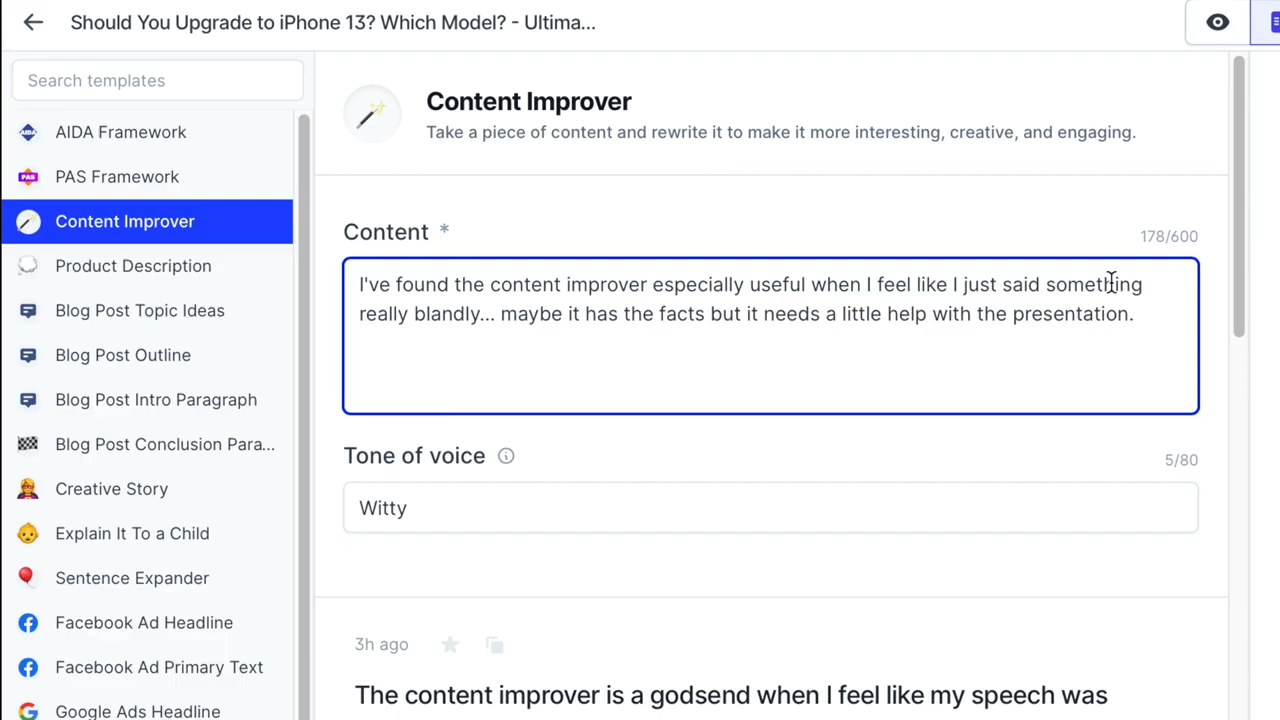 Should You Upgrade to iPhone 13? Which Model? - Ultima...
Search templates
AIDA Framework
PAS Framework
Content Improver
Product Description
Blog Post Topic Ideas
Blog Post Outline
Blog Post Intro Paragraph
Blog Post Conclusion Para...
Creative Story
Explain It To a Child
Sentence Expander
Facebook Ad Headline
Facebook Ad Primary Text
Google Ads Headline
Content Improver
Take a piece of content and rewrite it to make it more interesting, creative, and engaging.
Content *
178/600
I've found the content improver especially useful when I feel like I just said something
really blandly... maybe it has the facts but it needs a little help with the presentation.
Tone of voice
5/80
Witty
3h ago
The content improver is a godsend when I feel like my speech was